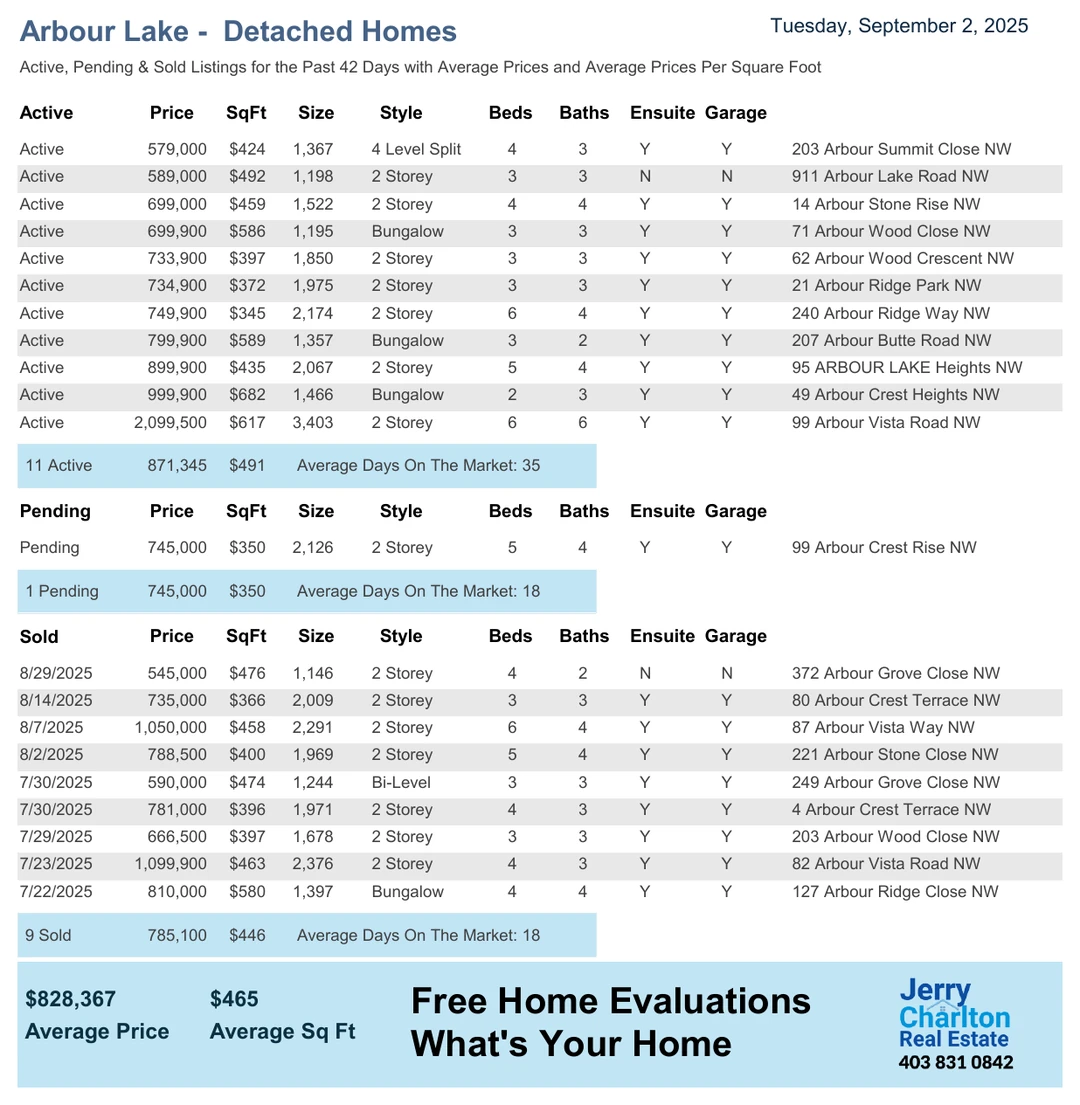 Arbour Lake - Detached Homes
Tuesday, September 2, 2025
Active, Pending & Sold Listings for the Past 42 Days with Average Prices and Average Prices Per Square Foot
Active Price SqFt Size Style Beds Baths Ensuite Garage
Active 579,000 $424 1,367 4 Level Split 4 3 Y Y 203 Arbour Summit Close NW
Active 589,000 $492 1,198 2 Storey 3 3 N N 911 Arbour Lake Road NW
Active 699,000 $459 1,522 2 Storey 4 4 Y Y 14 Arbour Stone Rise NW
Active 699,900 $586 1,195 Bungalow 3 3 Y Y 71 Arbour Wood Close NW
Active 733,900 $397 1,850 2 Storey 3 3 Y Y 62 Arbour Wood Crescent NW
Active 734,900 $372 1,975 2 Storey 3 3 Y Y 21 Arbour Ridge Park NW
Active 749,900 $345 2,174 2 Storey 6 4 Y Y 240 Arbour Ridge Way NW
Active 799,900 $589 1,357 Bungalow 3 2 Y Y 207 Arbour Butte Road NW
Active 899,900 $435 2,067 2 Storey 5 4 Y Y 95 ARBOUR LAKE Heights NW
Active 999,900 $682 1,466 Bungalow 2 3 Y Y 49 Arbour Crest Heights NW
Active 2,099,500 $617 3,403 2 Storey 6 6 Y Y 99 Arbour Vista Road NW
11 Active 871,345 $491 Average Days On The Market: 35
Pending Price SqFt Size Style Beds Baths Ensuite Garage
Pending 745,000 $350 2,126 2 Storey 5 4 Y Y 99 Arbour Crest Rise NW
1 Pending 745,000 $350 Average Days On The Market: 18
Sold Price SqFt Size Style Beds Baths Ensuite Garage
8/29/2025 545,000 $476 1,146 2 Storey 4 2 N N 372 Arbour Grove Close NW
8/14/2025 735,000 $366 2,009 2 Storey 3 3 Y Y 80 Arbour Crest Terrace NW
8/7/2025 1,050,000 $458 2,291 2 Storey 6 4 Y Y 87 Arbour Vista Way NW
8/2/2025 788,500 $400 1,969 2 Storey 5 4 Y Y 221 Arbour Stone Close NW
7/30/2025 590,000 $474 1,244 Bi-Level 3 3 Y Y 249 Arbour Grove Close NW
7/30/2025 781,000 $396 1,971 2 Storey 4 3 Y Y 4 Arbour Crest Terrace NW
7/29/2025 666,500 $397 1,678 2 Storey 3 3 Y Y 203 Arbour Wood Close NW
7/23/2025 1,099,900 $463 2,376 2 Storey 4 3 Y Y 82 Arbour Vista Road NW
7/22/2025 810,000 $580 1,397 Bungalow 4 4 Y Y 127 Arbour Ridge Close NW
9 Sold 785,100 $446 Average Days On The Market: 18
$828,367 $465
Average Price Average Sq Ft
Free Home Evaluations
What's Your Home
Jerry
Charlton
Real Estate
403 831 0842